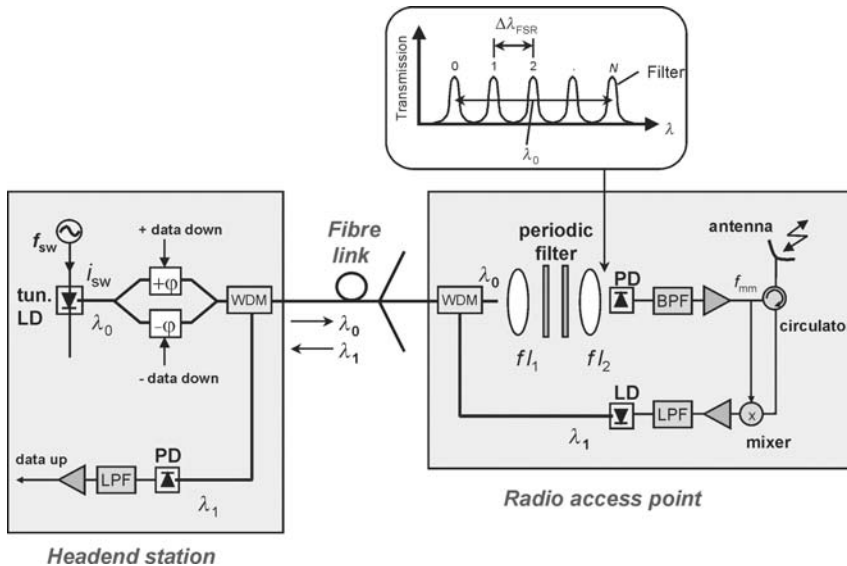 Transmission
Δλ_FSR
0 1 2 . N
Filter
λ
λ₀
f_sw
+ data down
i_sw
tun.
LD
λ₀
+φ
-φ
- data down
WDM
data up
LPF
PD
λ₁
Headend station
Fibre
link
λ₀
λ₁
WDM
λ₀
periodic
filter
fl₁
fl₂
PD
BPF
f_mm
antenna
circulato
LD
LPF
x
mixer
λ₁
Radio access point